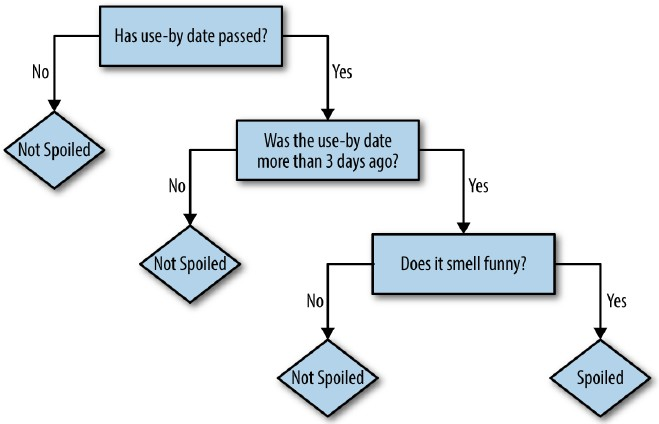 Has use-by date passed?
No
Yes
Not Spoiled
Was the use-by date
more than 3 days ago?
No
Yes
Not Spoiled
Does it smell funny?
No
Yes
Not Spoiled
Spoiled